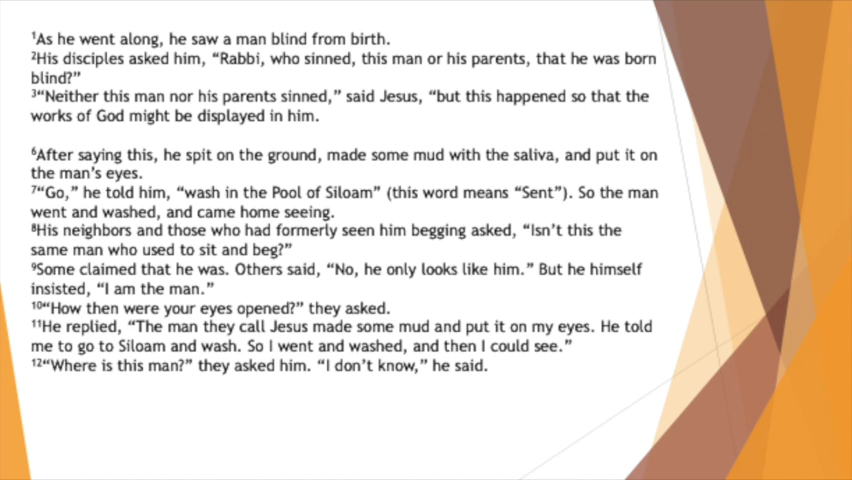 ¹As he went along, he saw a man blind from birth.
²His disciples asked him, “Rabbi, who sinned, this man or his parents, that he was born
blind?”
³“Neither this man nor his parents sinned,” said Jesus, “but this happened so that the
works of God might be displayed in him.
⁶After saying this, he spit on the ground, made some mud with the saliva, and put it on
the man’s eyes.
⁷“Go,” he told him, “wash in the Pool of Siloam” (this word means “Sent”). So the man
went and washed, and came home seeing.
⁸His neighbors and those who had formerly seen him begging asked, “Isn’t this the
same man who used to sit and beg?”
⁹Some claimed that he was. Others said, “No, he only looks like him.” But he himself
insisted, “I am the man.”
¹⁰“How then were your eyes opened?” they asked.
¹¹He replied, “The man they call Jesus made some mud and put it on my eyes. He told
me to go to Siloam and wash. So I went and washed, and then I could see.”
¹²“Where is this man?” they asked him. “I don’t know,” he said.